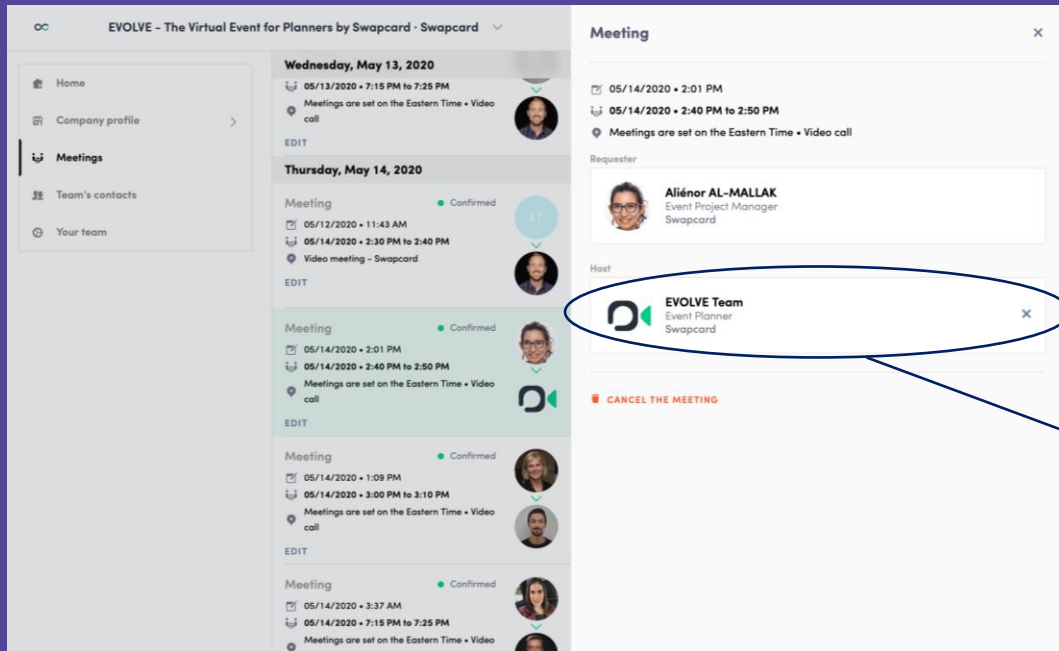 EVOLVE - The Virtual Event for Planners by Swapcard - Swapcard
Home
Company profile
Meetings
Team's contacts
Your team
Wednesday, May 13, 2020
05/13/2020 • 7:15 PM to 7:25 PM
Meetings are set on the Eastern Time • Video
call
EDIT
Thursday, May 14, 2020
Meeting
Confirmed
ET
05/12/2020 • 11:43 AM
05/14/2020 • 2:30 PM to 2:40 PM
Video meeting - Swapcard
EDIT
Meeting
Confirmed
05/14/2020 • 2:01 PM
05/14/2020 • 2:40 PM to 2:50 PM
Meetings are set on the Eastern Time • Video
call
EDIT
Meeting
Confirmed
05/14/2020 • 1:09 PM
05/14/2020 • 3:00 PM to 3:10 PM
Meetings are set on the Eastern Time • Video
call
EDIT
Meeting
Confirmed
05/14/2020 • 3:37 AM
05/14/2020 • 7:15 PM to 7:25 PM
Meetings are set on the Eastern Time • Video
Meeting
05/14/2020 • 2:01 PM
05/14/2020 • 2:40 PM to 2:50 PM
Meetings are set on the Eastern Time • Video call
Requester
Aliénor AL-MALLAK
Event Project Manager
Swapcard
Host
EVOLVE Team
Event Planner
Swapcard
CANCEL THE MEETING